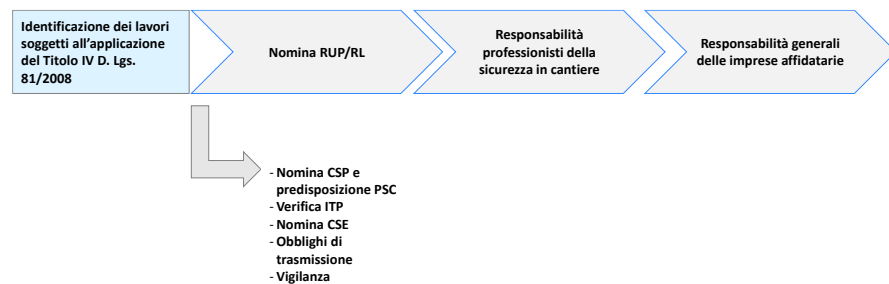 Identificazione dei lavori
soggetti all'applicazione
del Titolo IV D. Lgs.
81/2008
Nomina RUP/RL
Responsabilità
professionisti della
sicurezza in cantiere
Responsabilità generali
delle imprese affidatarie
- Nomina CSP e
predisposizione PSC
- Verifica ITP
- Nomina CSE
- Obblighi di
trasmissione
- Vigilanza